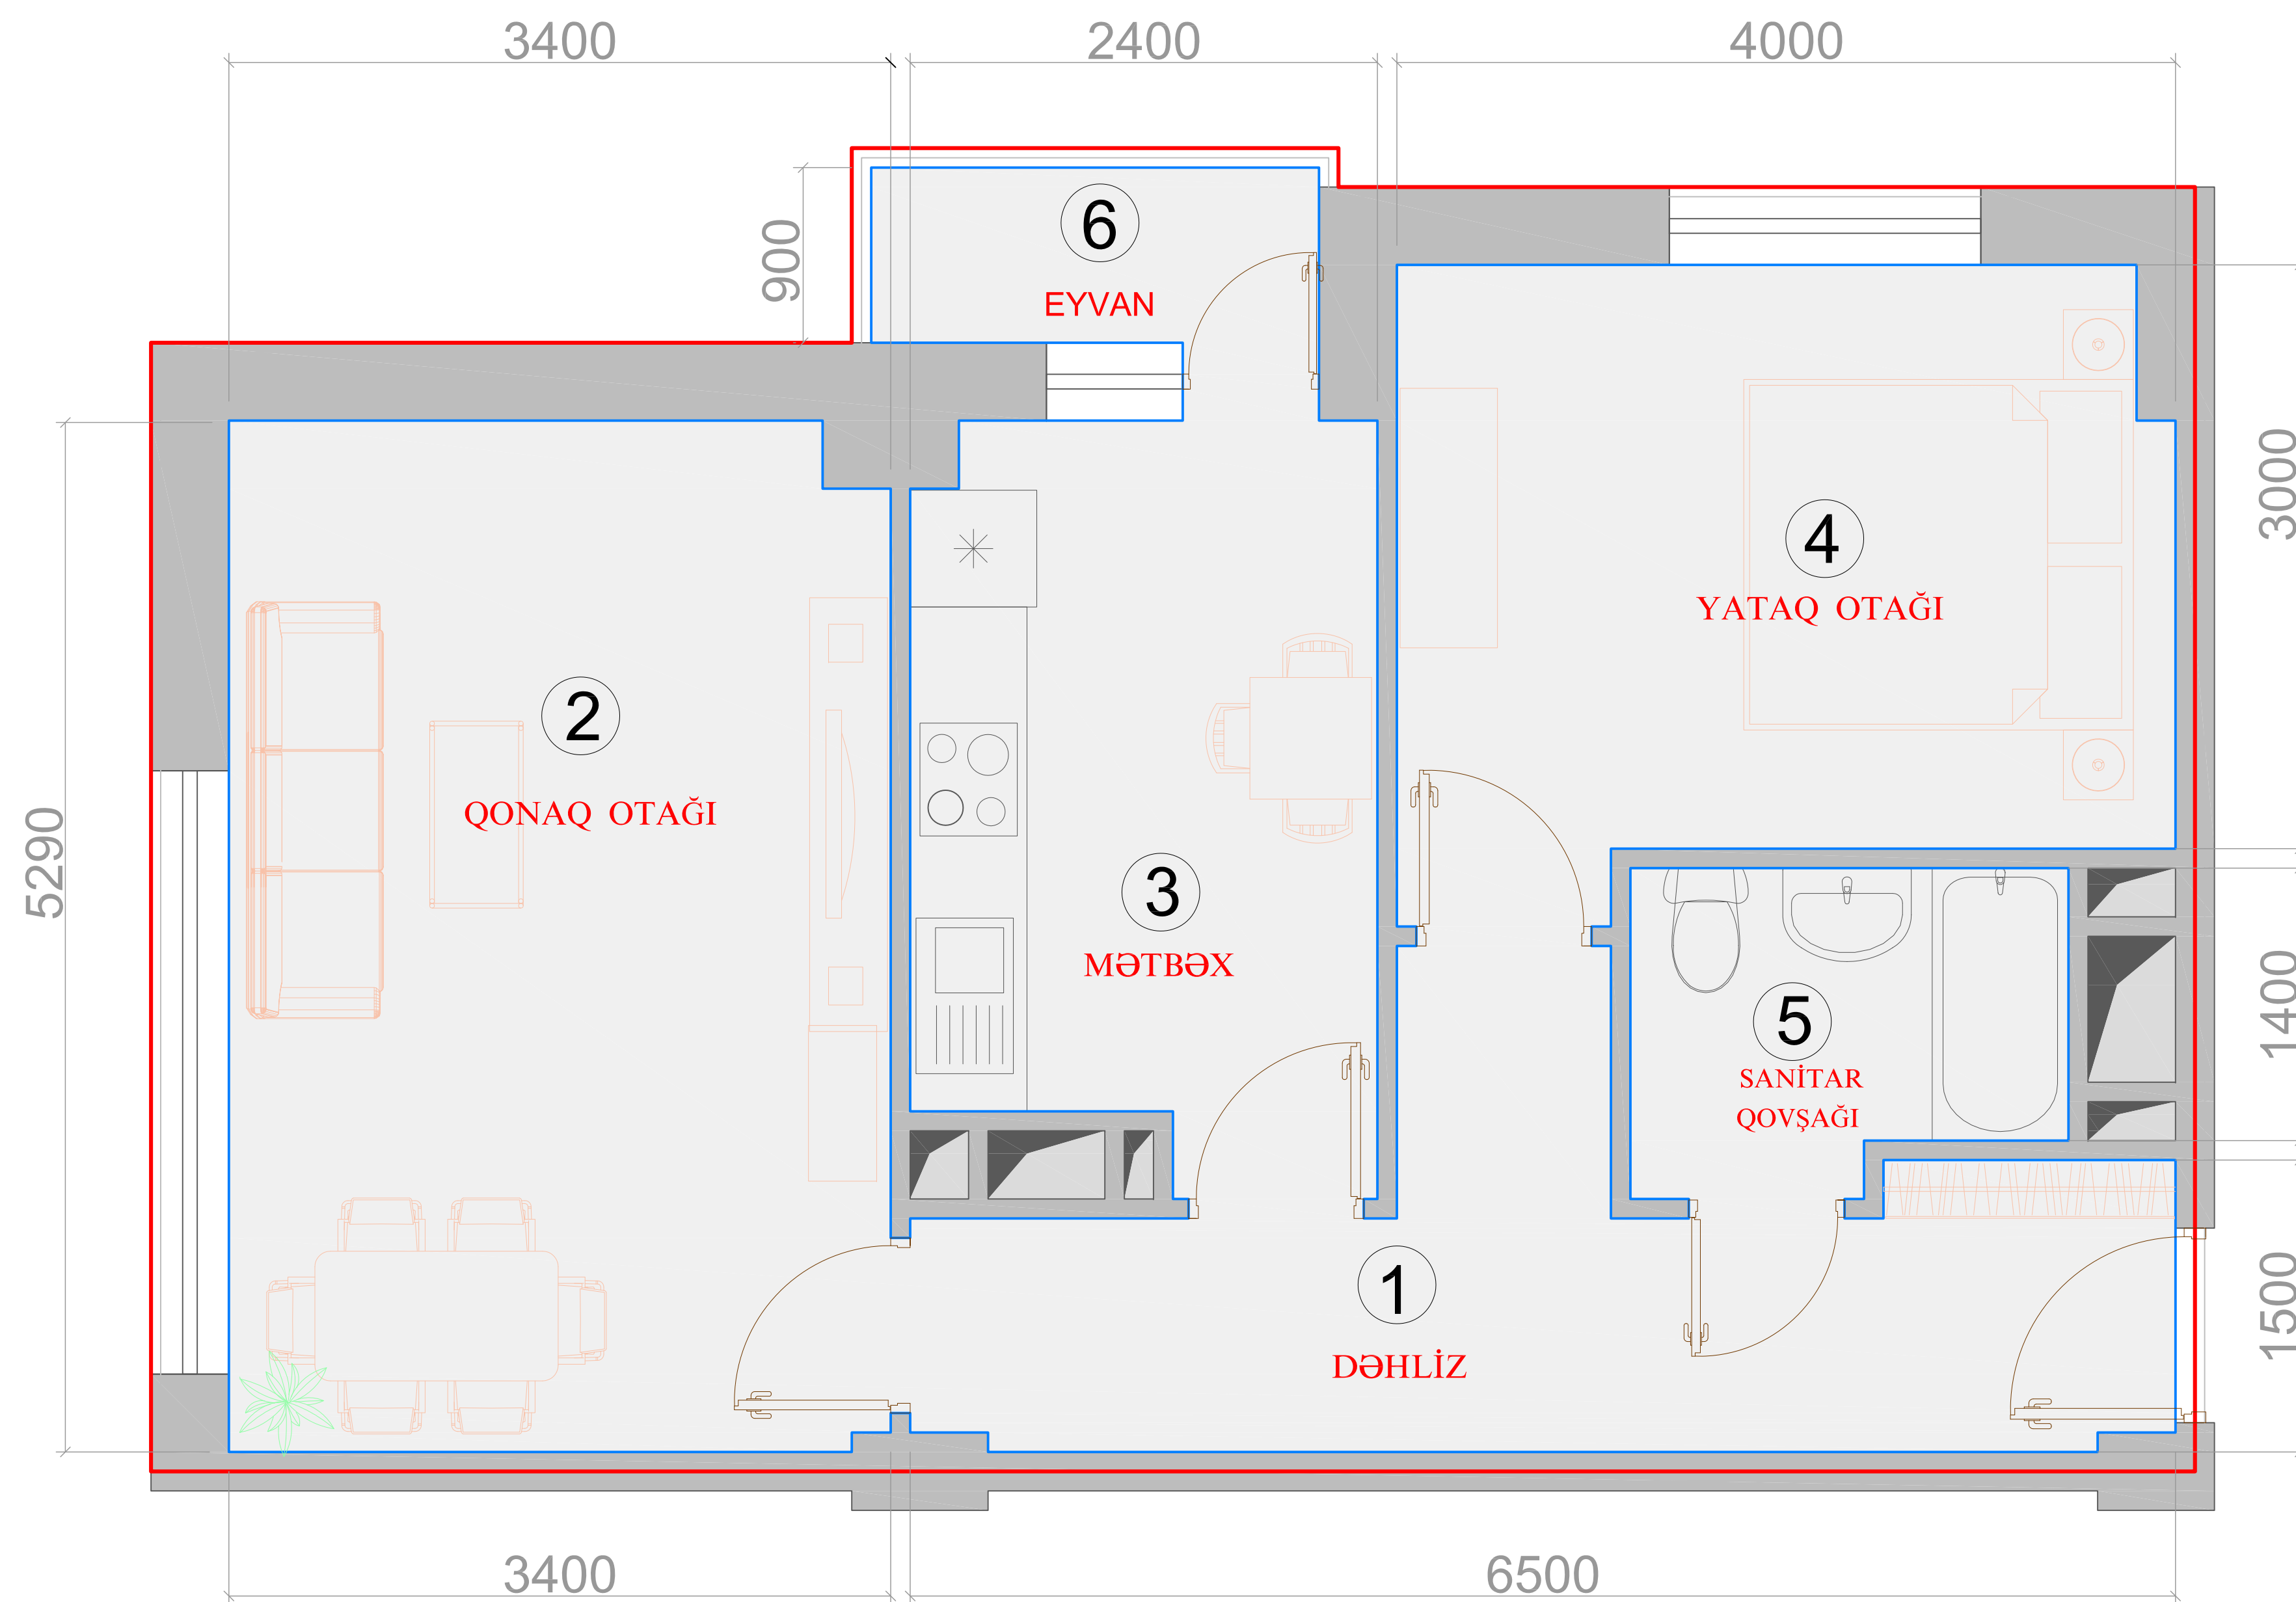 3400
2400
4000
900
6
EYVAN
3000
4
YATAQ OTAĞI
2
QONAQ OTAĞI
5290
3
MƏTBƏX
5
SANİTAR
QOVŞAĞI
1400
1
DƏHLİZ
1500
3400
6500